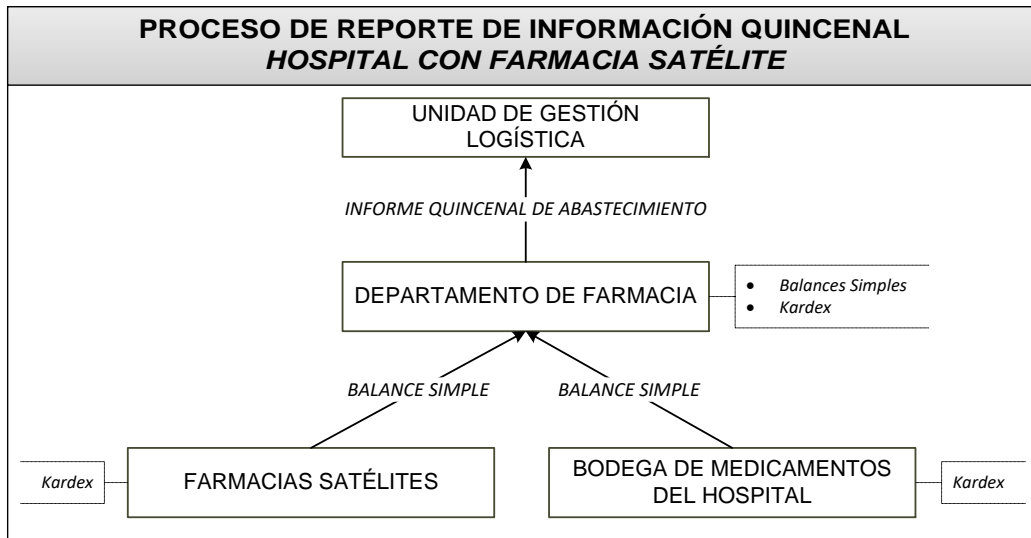 PROCESO DE REPORTE DE INFORMACIÓN QUINCENAL
HOSPITAL CON FARMACIA SATÉLITE
UNIDAD DE GESTIÓN
LOGÍSTICA
INFORME QUINCENAL DE ABASTECIMIENTO
DEPARTAMENTO DE FARMACIA
• Balances Simples
• Kardex
BALANCE SIMPLE
BALANCE SIMPLE
Kardex
FARMACIAS SATÉLITES
BODEGA DE MEDICAMENTOS
DEL HOSPITAL
Kardex